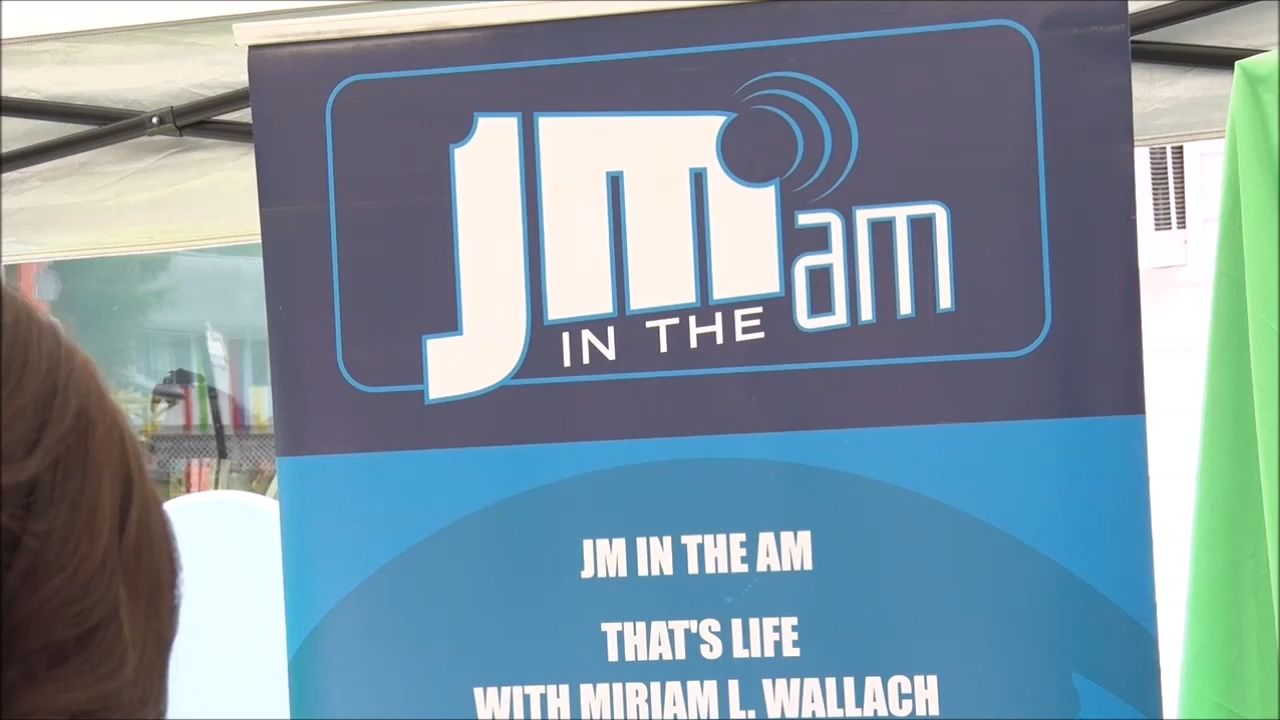 JM
IN THE am
JM IN THE AM
THAT'S LIFE
WITH MIRIAM L. WALLACH